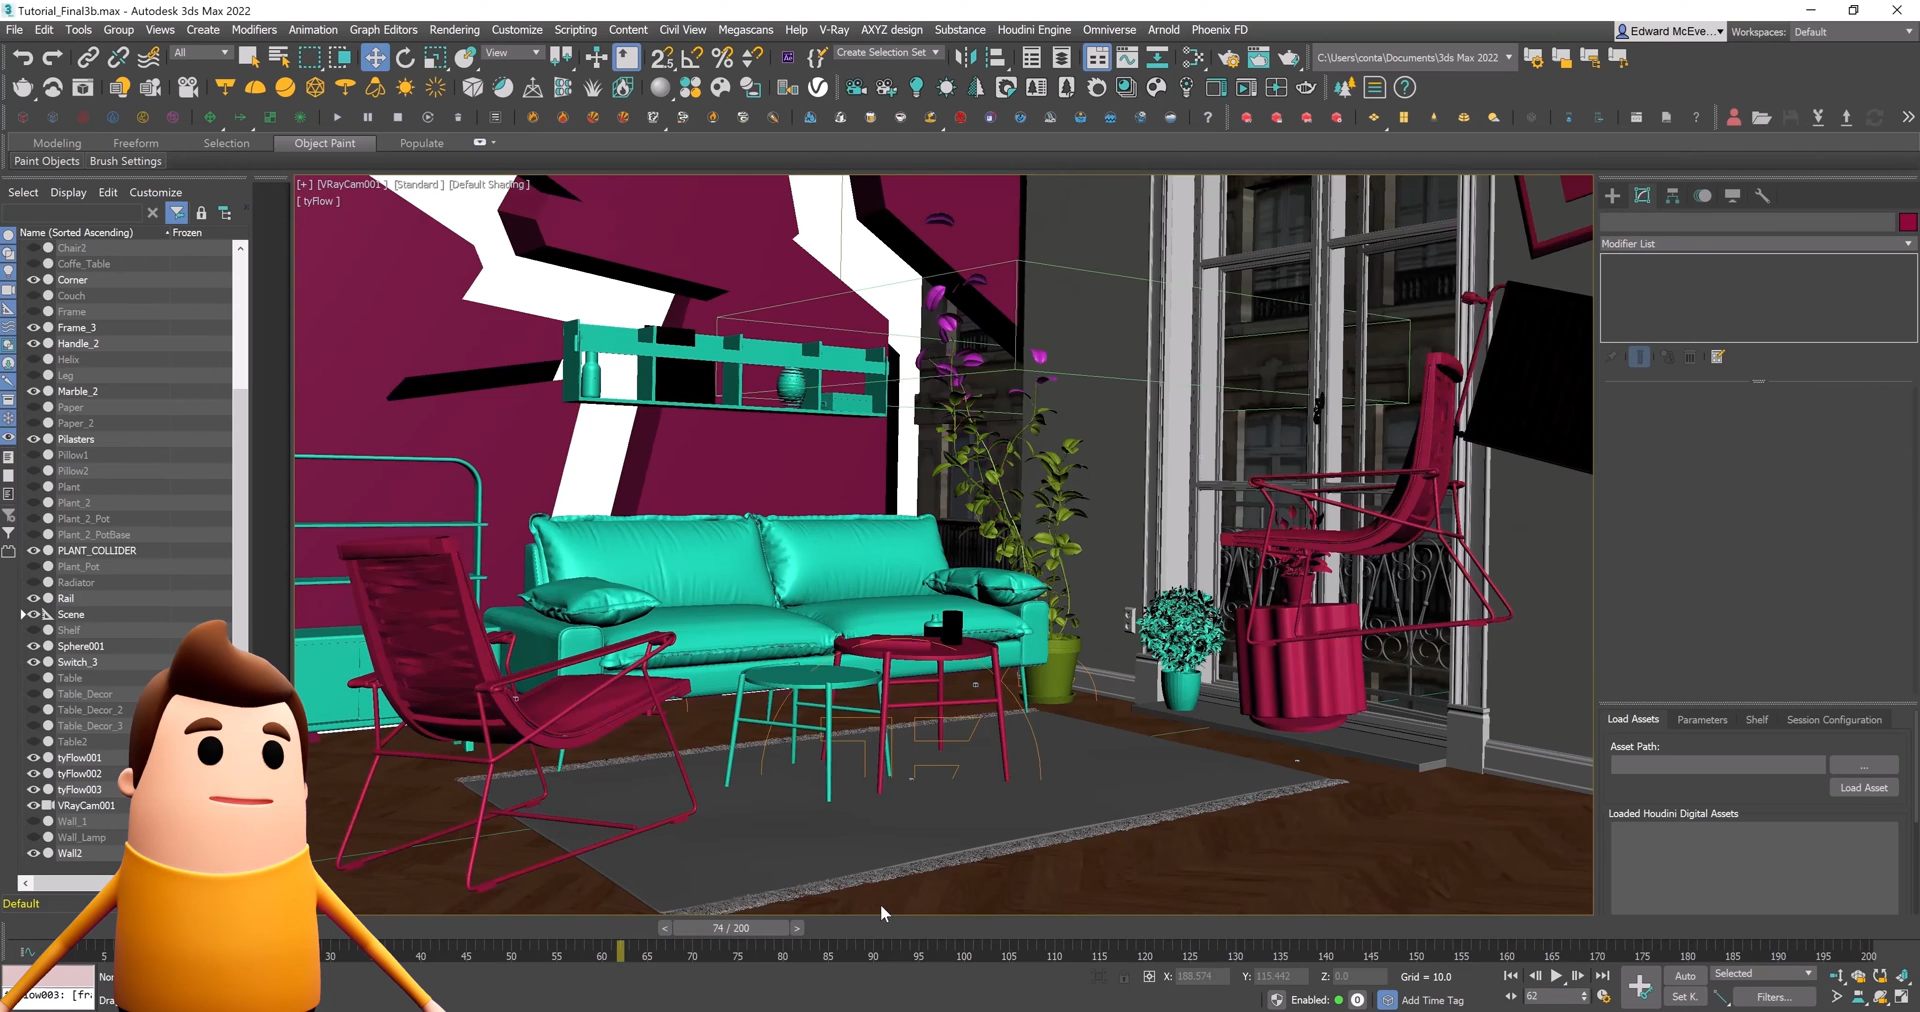 Tutorial_Final3b.max - Autodesk 3ds Max 2022
File Edit Tools Group Views Create Modifiers Animation Graph Editors Rendering Customize Scripting Content Civil View Megascans Help V-Ray AXYZ design Substance Houdini Engine Omniverse Arnold Phoenix FD
Edward McEve... Workspaces: Default
All View Create Selection Set C:\Users\conta\Documents\3ds Max 2022
Modeling Freeform Selection Object Paint Populate
Paint Objects Brush Settings
Select Display Edit Customize
[+] [VRayCam001] [Standard] [Default Shading]
[ tyFlow ]
Name (Sorted Ascending) Frozen
Chair2
Coffe_Table
Corner
Couch
Frame
Frame_3
Handle_2
Helix
Leg
Marble_2
Paper
Paper_2
Pilasters
Pillow1
Pillow2
Plant
Plant_2
Plant_2_Pot
Plant_2_PotBase
PLANT_COLLIDER
Plant_Pot
Radiator
Rail
Scene
Shelf
Sphere001
Switch_3
Table
Table_Decor
Table_Decor_2
Table_Decor_3
Table2
tyFlow001
tyFlow002
tyFlow003
VRayCam001
Wall_1
Wall_Lamp
Wall2
Default
Modifier List
Load Assets Parameters Shelf Session Configuration
Asset Path:
...
Load Asset
Loaded Houdini Digital Assets
< 74 / 200 >
5 30 40 45 50 55 60 65 70 75 80 85 90 95 100 105 110 115 120 125 130 135 140 145 150 155 160 165 170 175 180 185 190 195 200
X: 188.574 Y: 115.442 Z: 0.0 Grid = 10.0
Auto Selected
Enabled: 0 Add Time Tag
62 Set K. Filters...